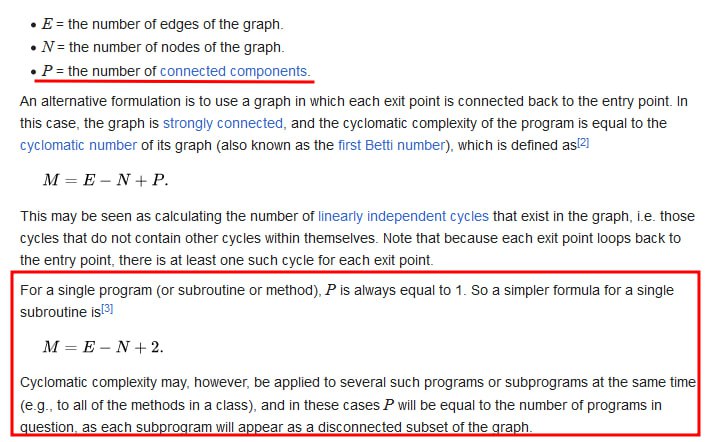 • E = the number of edges of the graph.
• N = the number of nodes of the graph.
• P = the number of connected components.
An alternative formulation is to use a graph in which each exit point is connected back to the entry point. In
this case, the graph is strongly connected, and the cyclomatic complexity of the program is equal to the
cyclomatic number of its graph (also known as the first Betti number), which is defined as[2]
M = E − N + P.
This may be seen as calculating the number of linearly independent cycles that exist in the graph, i.e. those
cycles that do not contain other cycles within themselves. Note that because each exit point loops back to
the entry point, there is at least one such cycle for each exit point.
For a single program (or subroutine or method), P is always equal to 1. So a simpler formula for a single
subroutine is[3]
M = E − N + 2.
Cyclomatic complexity may, however, be applied to several such programs or subprograms at the same time
(e.g., to all of the methods in a class), and in these cases P will be equal to the number of programs in
question, as each subprogram will appear as a disconnected subset of the graph.